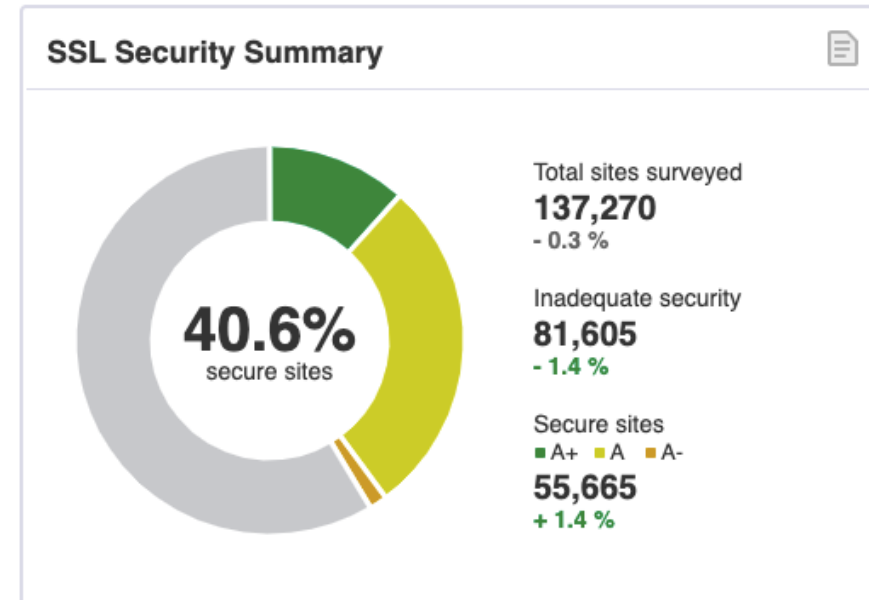 SSL Security Summary
40.6%
secure sites
Total sites surveyed
137,270
- 0.3 %
Inadequate security
81,605
- 1.4 %
Secure sites
A+ A A-
55,665
+ 1.4 %